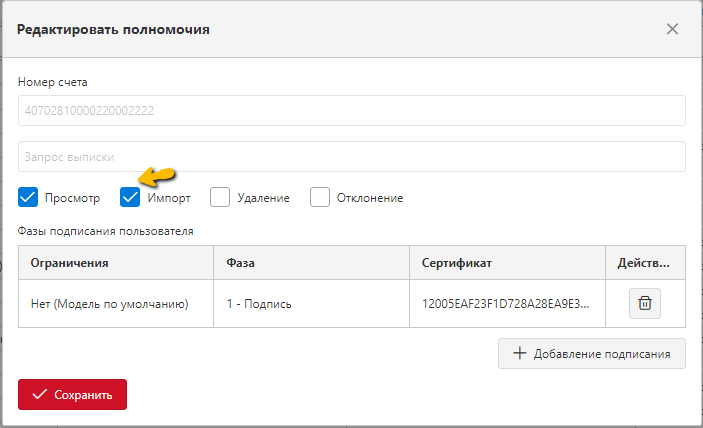 Редактировать полномочия
Номер счета
40702810000220002222
Запрос выписки
Просмотр Импорт Удаление Отклонение
Фазы подписания пользователя
Ограничения Фаза Сертификат Действ...
Нет (Модель по умолчанию) 1 - Подпись 12005EAF23F1D728A28EA9E3...
Добавление подписания
Сохранить